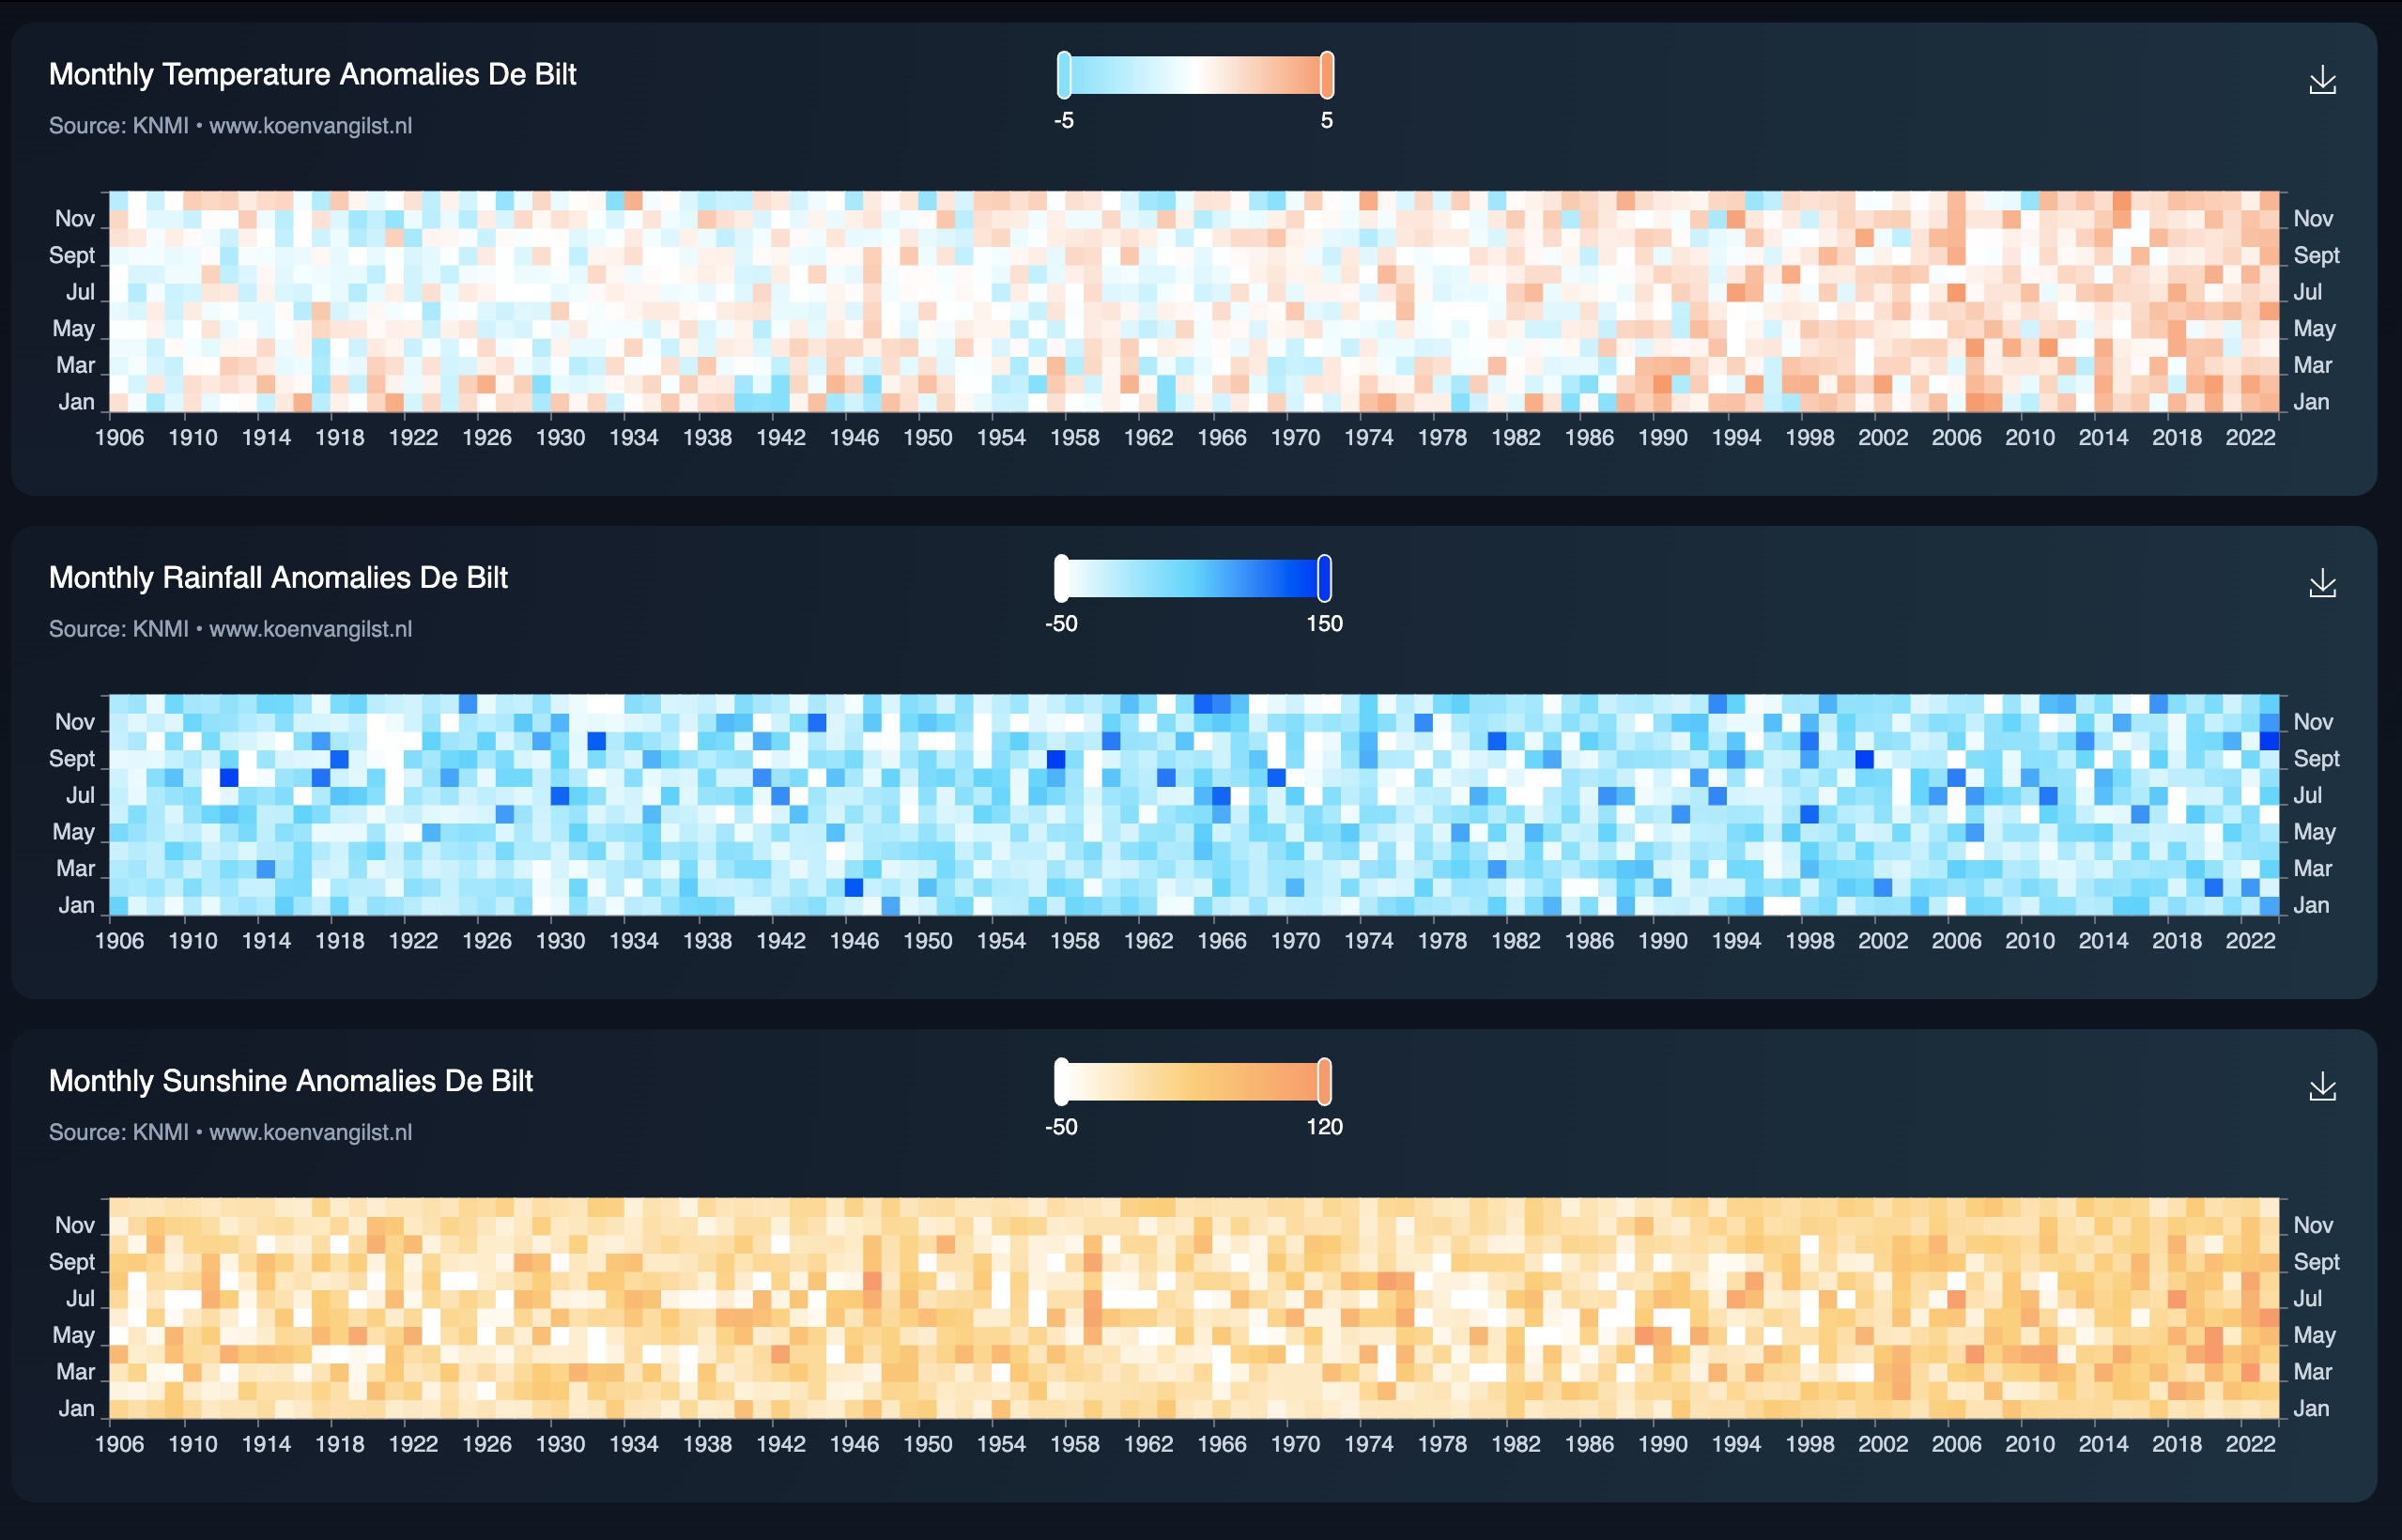 Monthly Temperature Anomalies De Bilt
Source: KNMI • www.koenvangilst.nl
-5 5
Nov Nov
Sept Sept
Jul Jul
May May
Mar Mar
Jan Jan
1906 1910 1914 1918 1922 1926 1930 1934 1938 1942 1946 1950 1954 1958 1962 1966 1970 1974 1978 1982 1986 1990 1994 1998 2002 2006 2010 2014 2018 2022
Monthly Rainfall Anomalies De Bilt
Source: KNMI • www.koenvangilst.nl
-50 150
Nov Nov
Sept Sept
Jul Jul
May May
Mar Mar
Jan Jan
1906 1910 1914 1918 1922 1926 1930 1934 1938 1942 1946 1950 1954 1958 1962 1966 1970 1974 1978 1982 1986 1990 1994 1998 2002 2006 2010 2014 2018 2022
Monthly Sunshine Anomalies De Bilt
Source: KNMI • www.koenvangilst.nl
-50 120
Nov Nov
Sept Sept
Jul Jul
May May
Mar Mar
Jan Jan
1906 1910 1914 1918 1922 1926 1930 1934 1938 1942 1946 1950 1954 1958 1962 1966 1970 1974 1978 1982 1986 1990 1994 1998 2002 2006 2010 2014 2018 2022